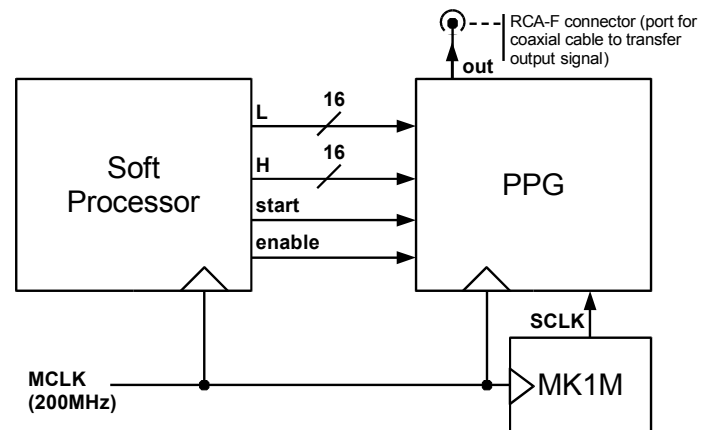 RCA-F connector (port for
coaxial cable to transfer
output signal)
out
L
16
H
16
start
enable
Soft
Processor
PPG
SCLK
MK1M
MCLK
(200MHz)